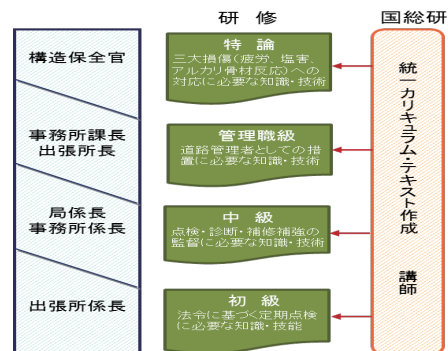 研修
国総研
構造保全官
事務所課長
出張所長
局係長
事務所係長
出張所係長
特論
三大損傷(疲労、塩害、
アルカリ骨材反応)への
対応に必要な知識・技術
管理職級
道路管理者としての措
置に必要な知識・技術
中級
点検・診断・補修補強の
監督に必要な知識・技術
初級
法令に基づく定期点検
に必要な知識・技能
統一カリキュラム・テキスト作成
講師